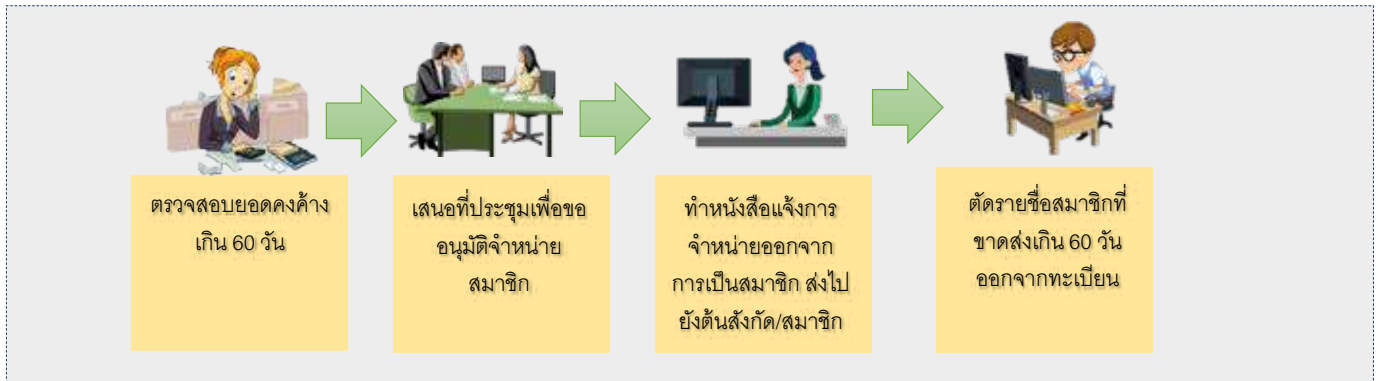 ตรวจสอบยอดคงค้าง
เกิน 60 วัน
เสนอที่ประชุมเพื่อขอ
อนุมัติจำหน่าย
สมาชิก
ทำหนังสือแจ้งการ
จำหน่ายออกจาก
การเป็นสมาชิก ส่งไป
ยังต้นสังกัด/สมาชิก
ตัดรายชื่อสมาชิกที่
ขาดส่งเกิน 60 วัน
ออกจากทะเบียน